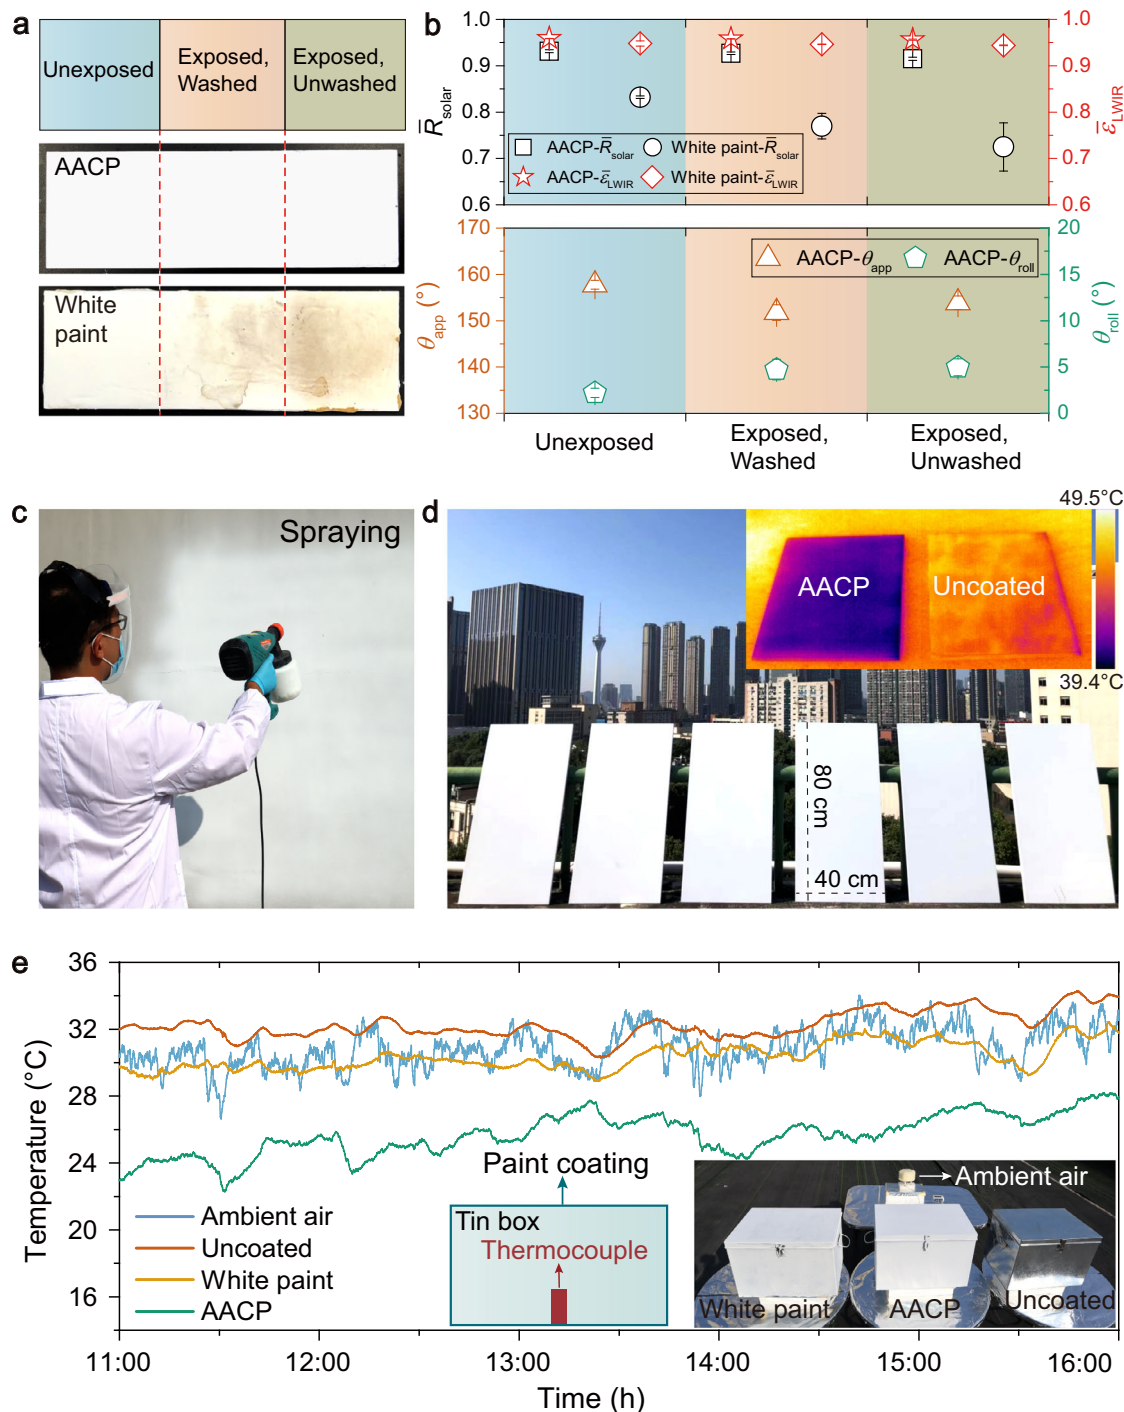 a
Unexposed
Exposed,
Washed
Exposed,
Unwashed
AACP
White
paint
b
1.0
0.9
0.8
0.7
0.6
R̅solar
1.0
0.9
0.8
0.7
0.6
ε̅LWIR
AACP-R̅solar
White paint-R̅solar
AACP-ε̅LWIR
White paint-ε̅LWIR
170
160
150
140
130
θapp (°)
20
15
10
5
0
θroll (°)
AACP-θapp
AACP-θroll
Unexposed
Exposed,
Washed
Exposed,
Unwashed
c
Spraying
d
49.5°C
39.4°C
AACP
Uncoated
80 cm
40 cm
e
36
32
28
24
20
16
Temperature (°C)
Ambient air
Uncoated
White paint
AACP
Paint coating
Tin box
Thermocouple
Ambient air
White paint
AACP
Uncoated
11:00
12:00
13:00
14:00
15:00
16:00
Time (h)